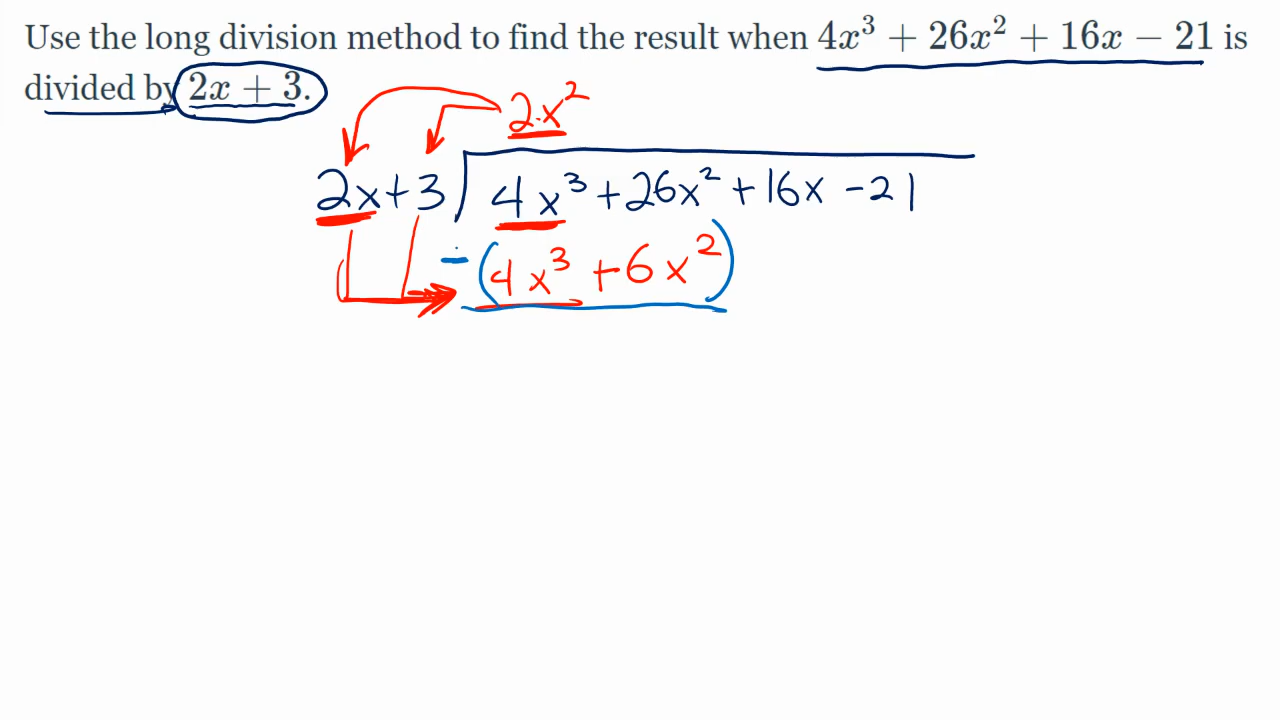 Use the long division method to find the result when 4x³ + 26x² + 16x − 21 is
divided by 2x + 3.
2x²
2x+3) 4x³ +26x² +16x −21
−(4x³ +6x²)